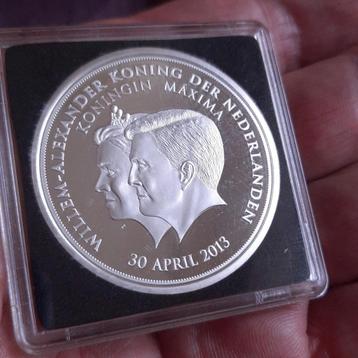 WILLEM-ALEXANDER KONING DER NEDERLANDEN
KONINGIN MÁXIMA
30 APRIL 2013